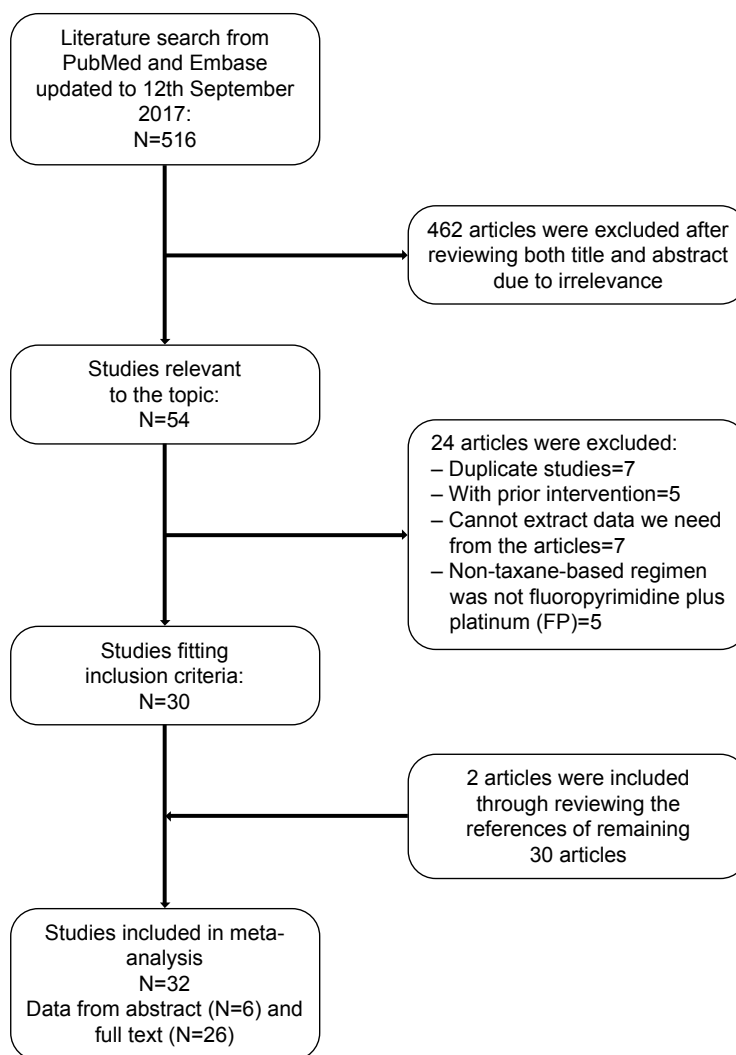 Literature search from
PubMed and Embase
updated to 12th September
2017:
N=516
462 articles were excluded after
reviewing both title and abstract
due to irrelevance
Studies relevant
to the topic:
N=54
24 articles were excluded:
– Duplicate studies=7
– With prior intervention=5
– Cannot extract data we need
from the articles=7
– Non-taxane-based regimen
was not fluoropyrimidine plus
platinum (FP)=5
Studies fitting
inclusion criteria:
N=30
2 articles were included
through reviewing the
references of remaining
30 articles
Studies included in meta-
analysis
N=32
Data from abstract (N=6) and
full text (N=26)